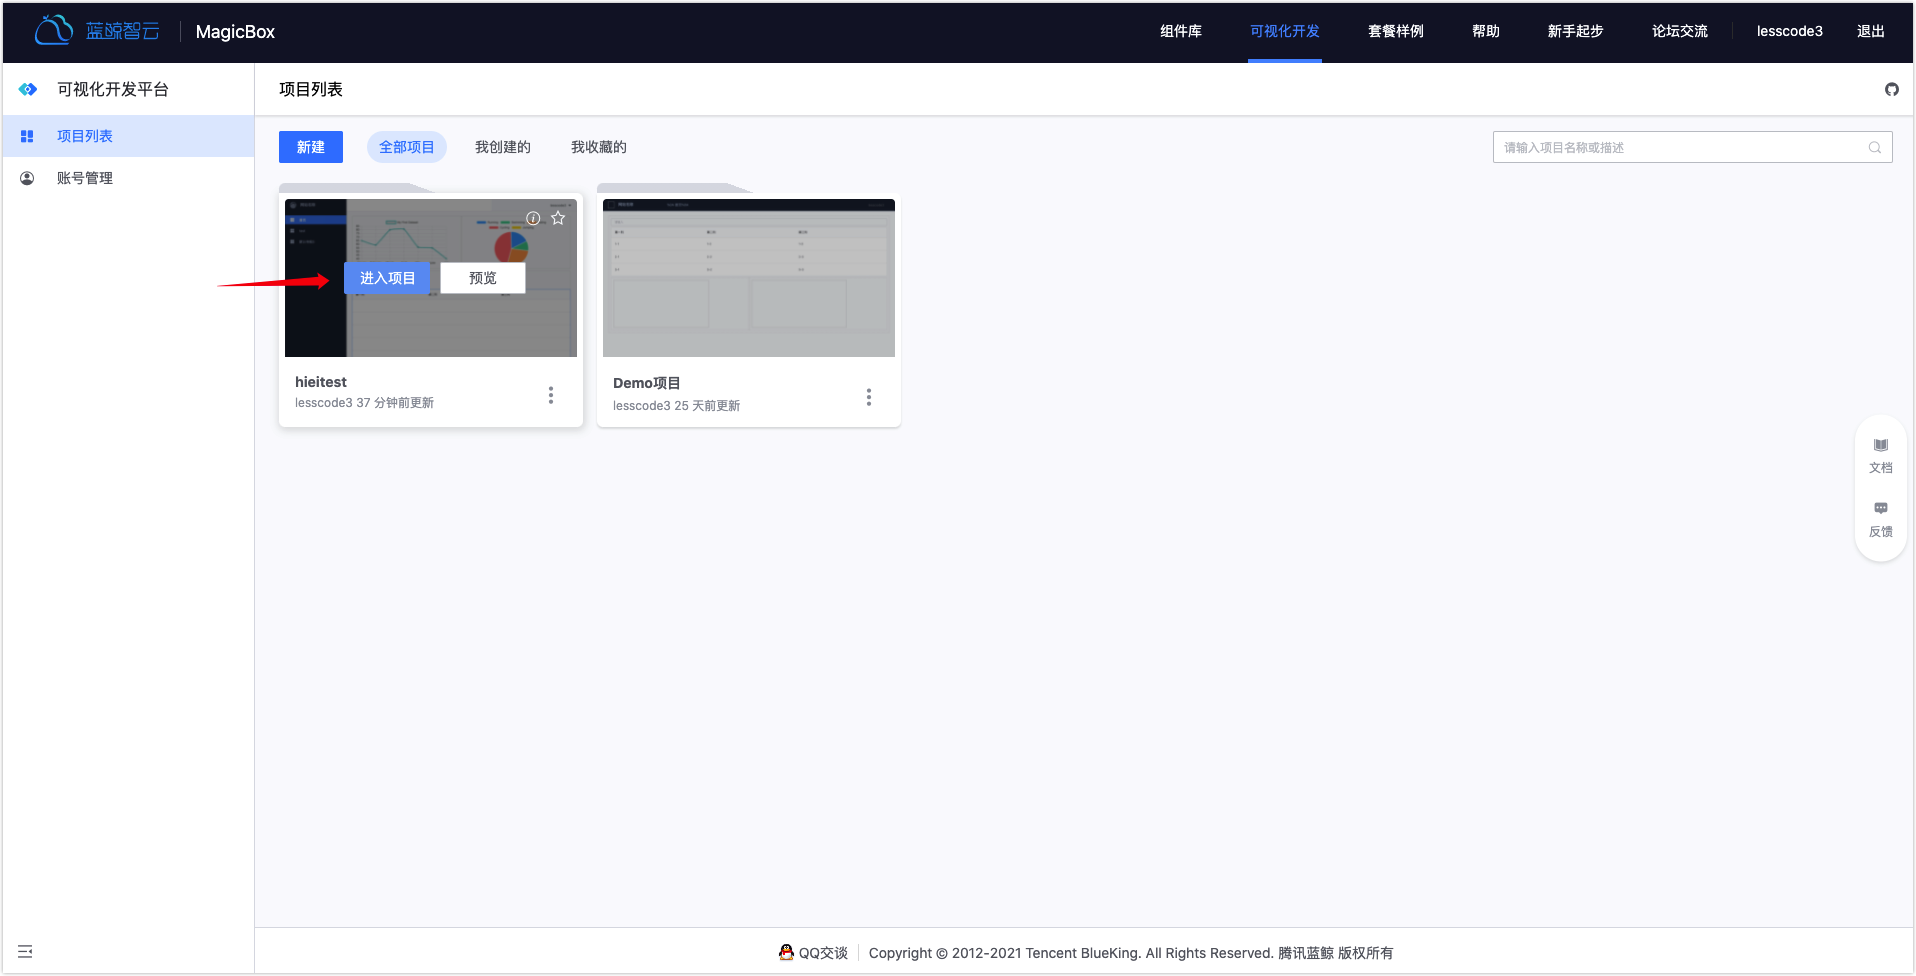 蓝鲸智云 MagicBox 组件库 可视化开发 套餐样例 帮助 新手起步 论坛交流 lesscode3 退出
可视化开发平台
项目列表
账号管理
项目列表
新建 全部项目 我创建的 我收藏的 请输入项目名称或描述
进入项目 预览
hieitest
lesscode3 37 分钟前更新
Demo项目
lesscode3 25 天前更新
文档
反馈
QQ交谈 Copyright © 2012-2021 Tencent BlueKing. All Rights Reserved. 腾讯蓝鲸 版权所有